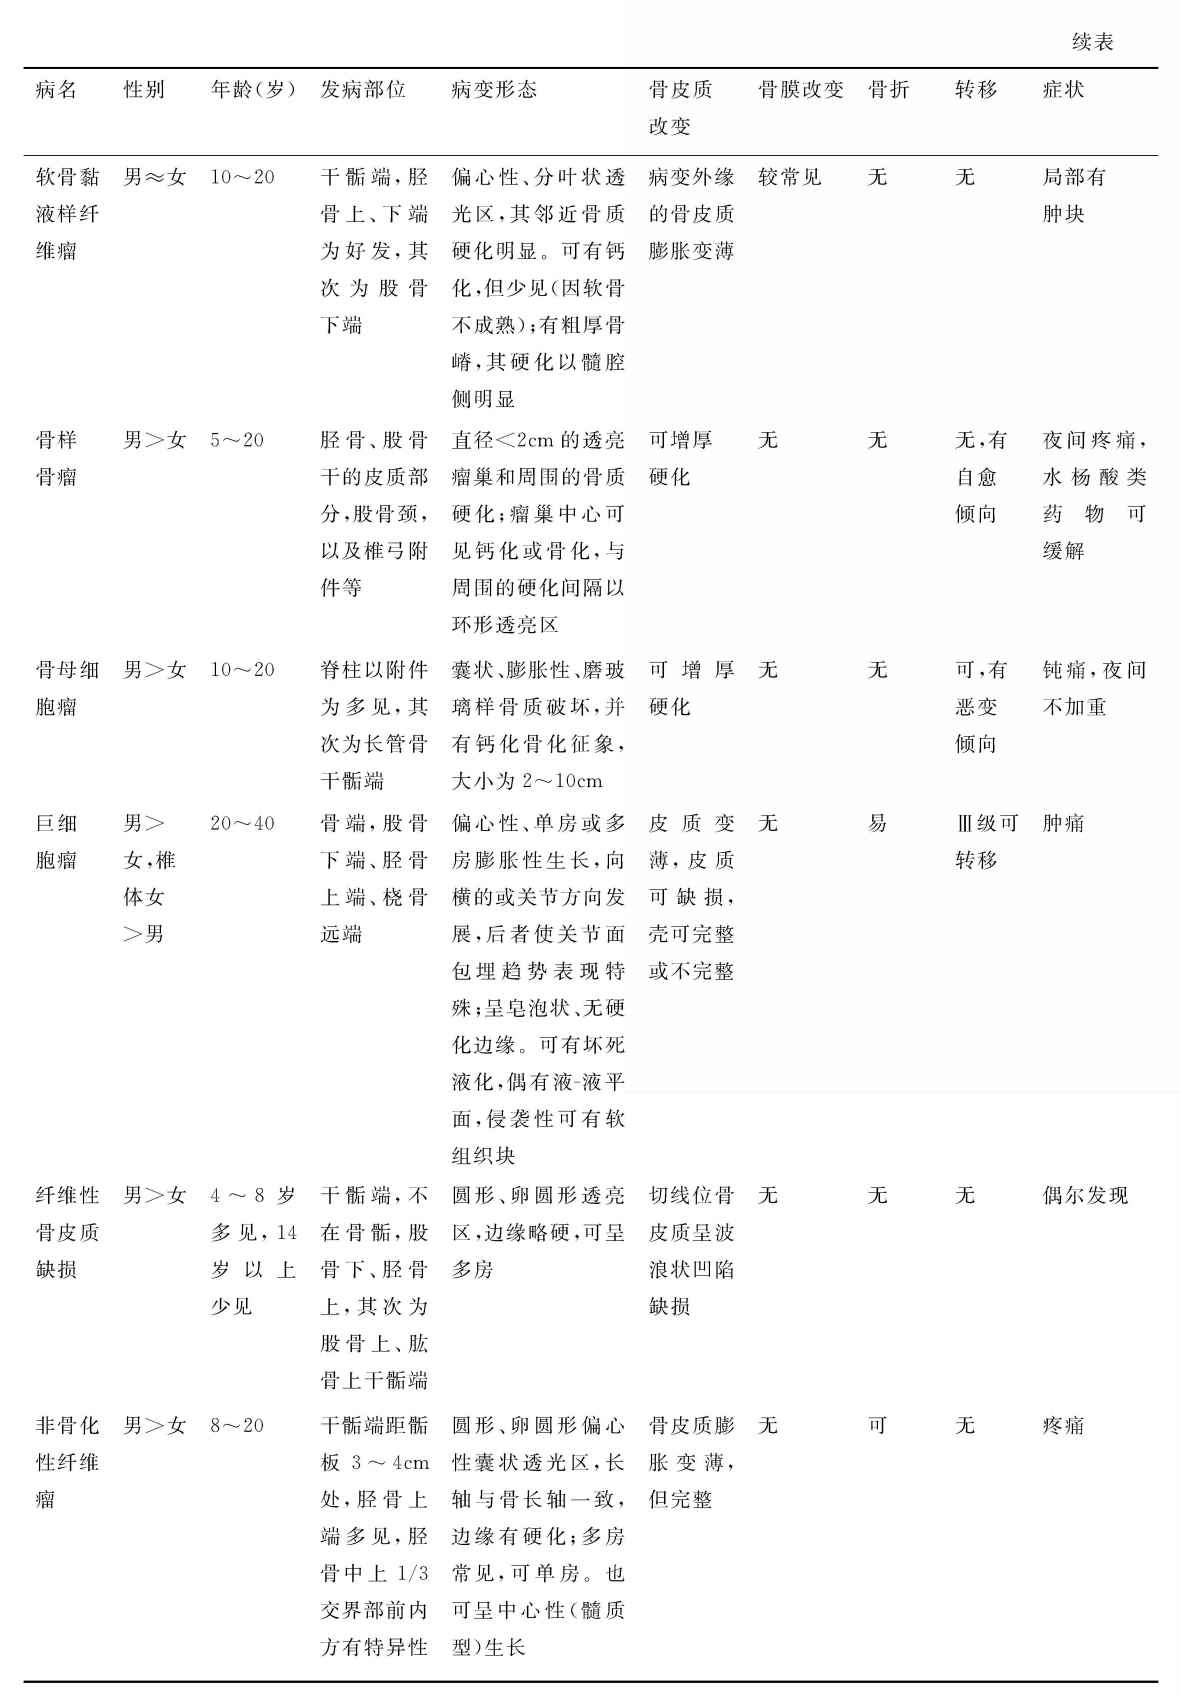 续表
病名 性别 年龄(岁) 发病部位 病变形态 骨皮质 骨膜改变 骨折 转移 症状
改变
软骨黏 男≈女 10～20 干骺端,胫 偏心性、分叶状透 病变外缘 较常见 无 无 局部有
液样纤 骨上、下端 光区,其邻近骨质 的骨皮质 肿块
维瘤 为好发,其 硬化明显。可有钙 膨胀变薄
次为股骨 化,但少见(因软骨
下端 不成熟);有粗厚骨
嵴,其硬化以髓腔
侧明显
骨样 男＞女 5～20 胫骨、股骨 直径＜2cm的透亮 可增厚 无 无 无,有 夜间疼痛,
骨瘤 干的皮质部 瘤巢和周围的骨质 硬化 自愈 水杨酸类
分,股骨颈, 硬化;瘤巢中心可 倾向 药物可
以及椎弓附 见钙化或骨化,与 缓解
件等 周围的硬化间隔以
环形透亮区
骨母细 男＞女 10～20 脊柱以附件 囊状、膨胀性、磨玻 可增厚 无 无 可,有 钝痛,夜间
胞瘤 为多见,其 璃样骨质破坏,并 硬化 恶变 不加重
次为长管骨 有钙化骨化征象, 倾向
干骺端 大小为2～10cm
巨细 男＞ 20～40 骨端,股骨 偏心性、单房或多 皮质变 无 易 Ⅲ级可 肿痛
胞瘤 女,椎 下端、胫骨 房膨胀性生长,向 薄,皮质 转移
体女 上端、桡骨 横的或关节方向发 可缺损,
＞男 远端 展,后者使关节面 壳可完整
包埋趋势表现特 或不完整
殊;呈皂泡状、无硬
化边缘。可有坏死
液化,偶有液-液平
面,侵袭性可有软
组织块
纤维性 男＞女 4～8岁 干骺端,不 圆形、卵圆形透亮 切线位骨 无 无 无 偶尔发现
骨皮质 多见,14 在骨骺,股 区,边缘略硬,可呈 皮质呈波
缺损 岁以上 骨下、胫骨 多房 浪状凹陷
少见 上,其次为 缺损
股骨上、肱
骨上干骺端
非骨化 男＞女 8～20 干骺端距骺 圆形、卵圆形偏心 骨皮质膨 无 可 无 疼痛
性纤维 板3～4cm 性囊状透光区,长 胀变薄,
瘤 处,胫骨上 轴与骨长轴一致, 但完整
端多见,胫 边缘有硬化;多房
骨中上1/3 常见,可单房。也
交界部前内 可呈中心性(髓质
方有特异性 型)生长